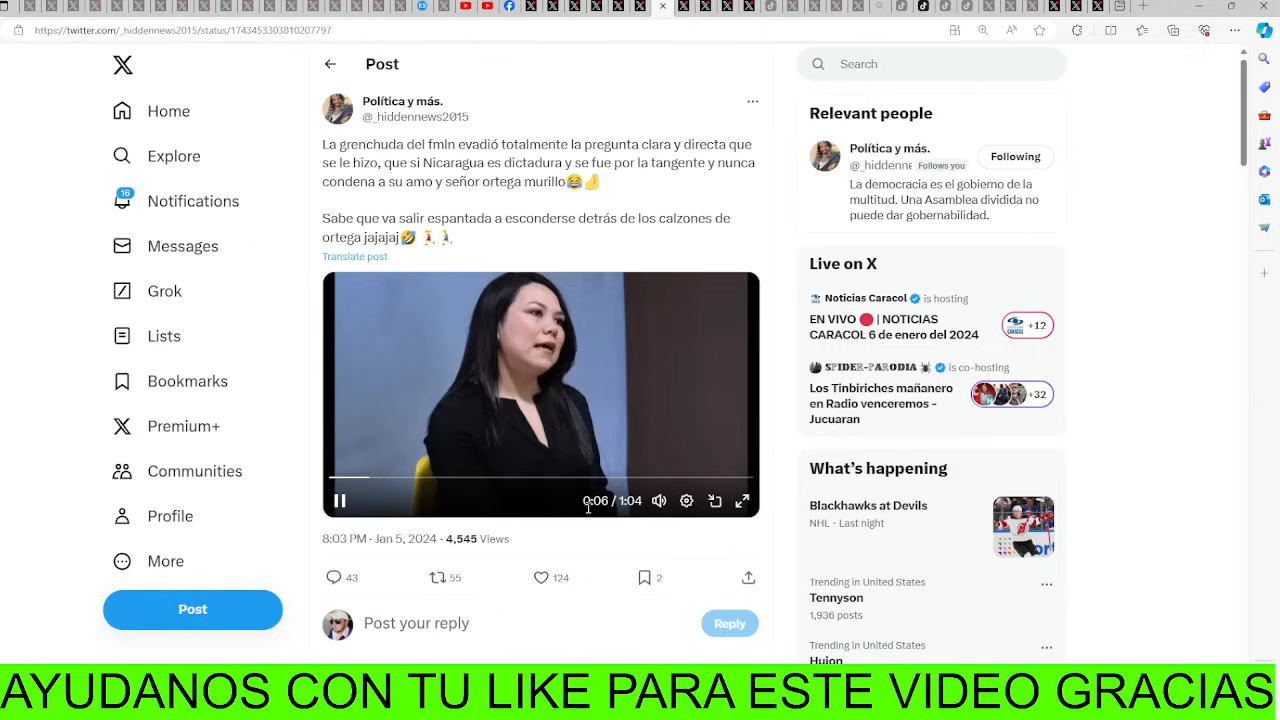 https://twitter.com/_hiddennews2015/status/1743453303810207797
Home
Explore
16
Notifications
Messages
Grok
Lists
Bookmarks
Premium+
Communities
Profile
More
Post
Post
Política y más.
@_hiddennews2015
La grenchuda del fmln evadió totalmente la pregunta clara y directa que
se le hizo, que si Nicaragua es dictadura y se fue por la tangente y nunca
condena a su amo y señor ortega murillo😂🫵
Sabe que va salir espantada a esconderse detrás de los calzones de
ortega jajajaj🤣 💃🏃
Translate post
0:06 / 1:04
8:03 PM · Jan 5, 2024 · 4,545 Views
43
55
124
2
Post your reply
Reply
Search
Relevant people
Política y más.
@_hiddenne Follows you
Following
La democracia es el gobierno de la
multitud. Una Asamblea dividida no
puede dar gobernabilidad.
Live on X
Noticias Caracol is hosting
EN VIVO 🔴 | NOTICIAS
CARACOL 6 de enero del 2024
+12
SPIDER-PARODIA 🕷 is co-hosting
Los Tinbiriches mañanero
en Radio venceremos -
Jucuaran
+32
What's happening
Blackhawks at Devils
NHL · Last night
Trending in United States
Tennyson
1,936 posts
Trending in United States
Hujon
AYUDANOS CON TU LIKE PARA ESTE VIDEO GRACIAS